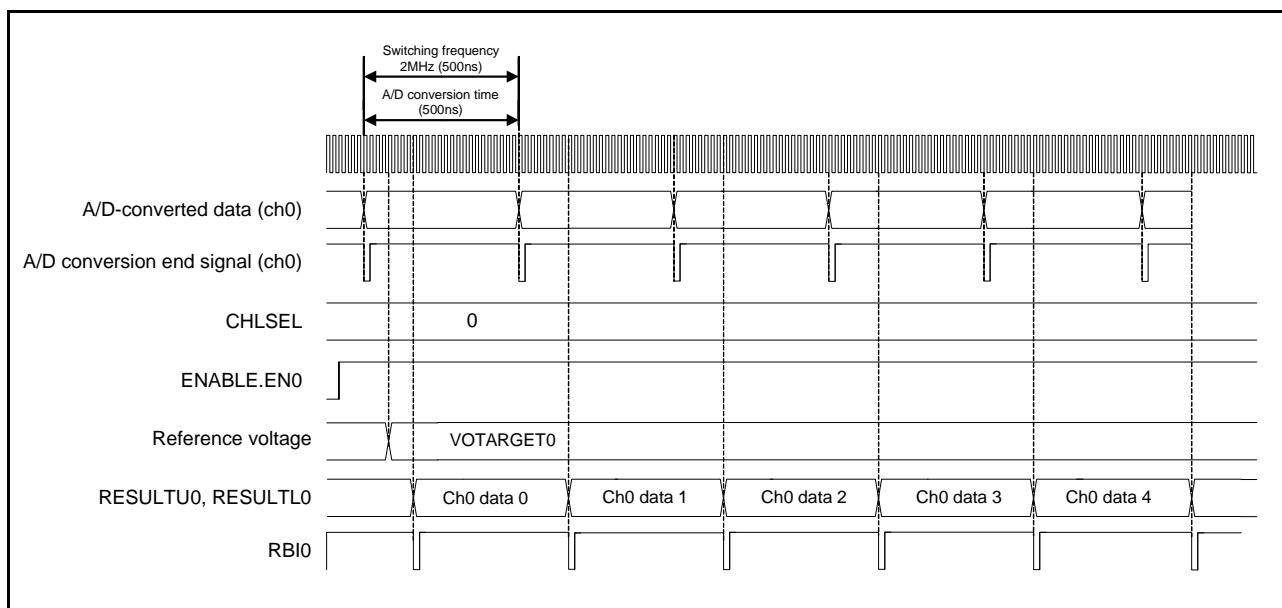 Switching frequency
2MHz (500ns)
A/D conversion time
(500ns)
A/D-converted data (ch0)
A/D conversion end signal (ch0)
CHLSEL
0
ENABLE.EN0
Reference voltage
VOTARGET0
RESULTU0, RESULTL0
Ch0 data 0
Ch0 data 1
Ch0 data 2
Ch0 data 3
Ch0 data 4
RBI0